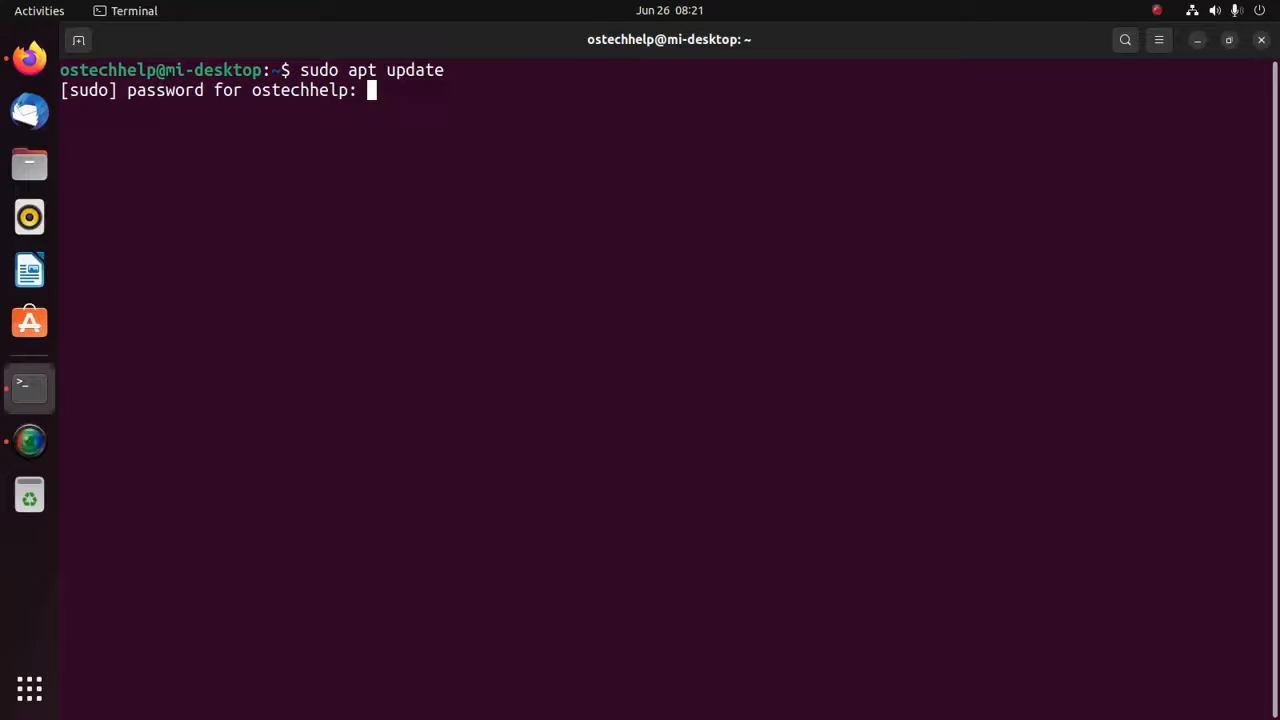 Activities Terminal Jun 26 08:21
ostechhelp@mi-desktop: ~
ostechhelp@mi-desktop:~$ sudo apt update
[sudo] password for ostechhelp: